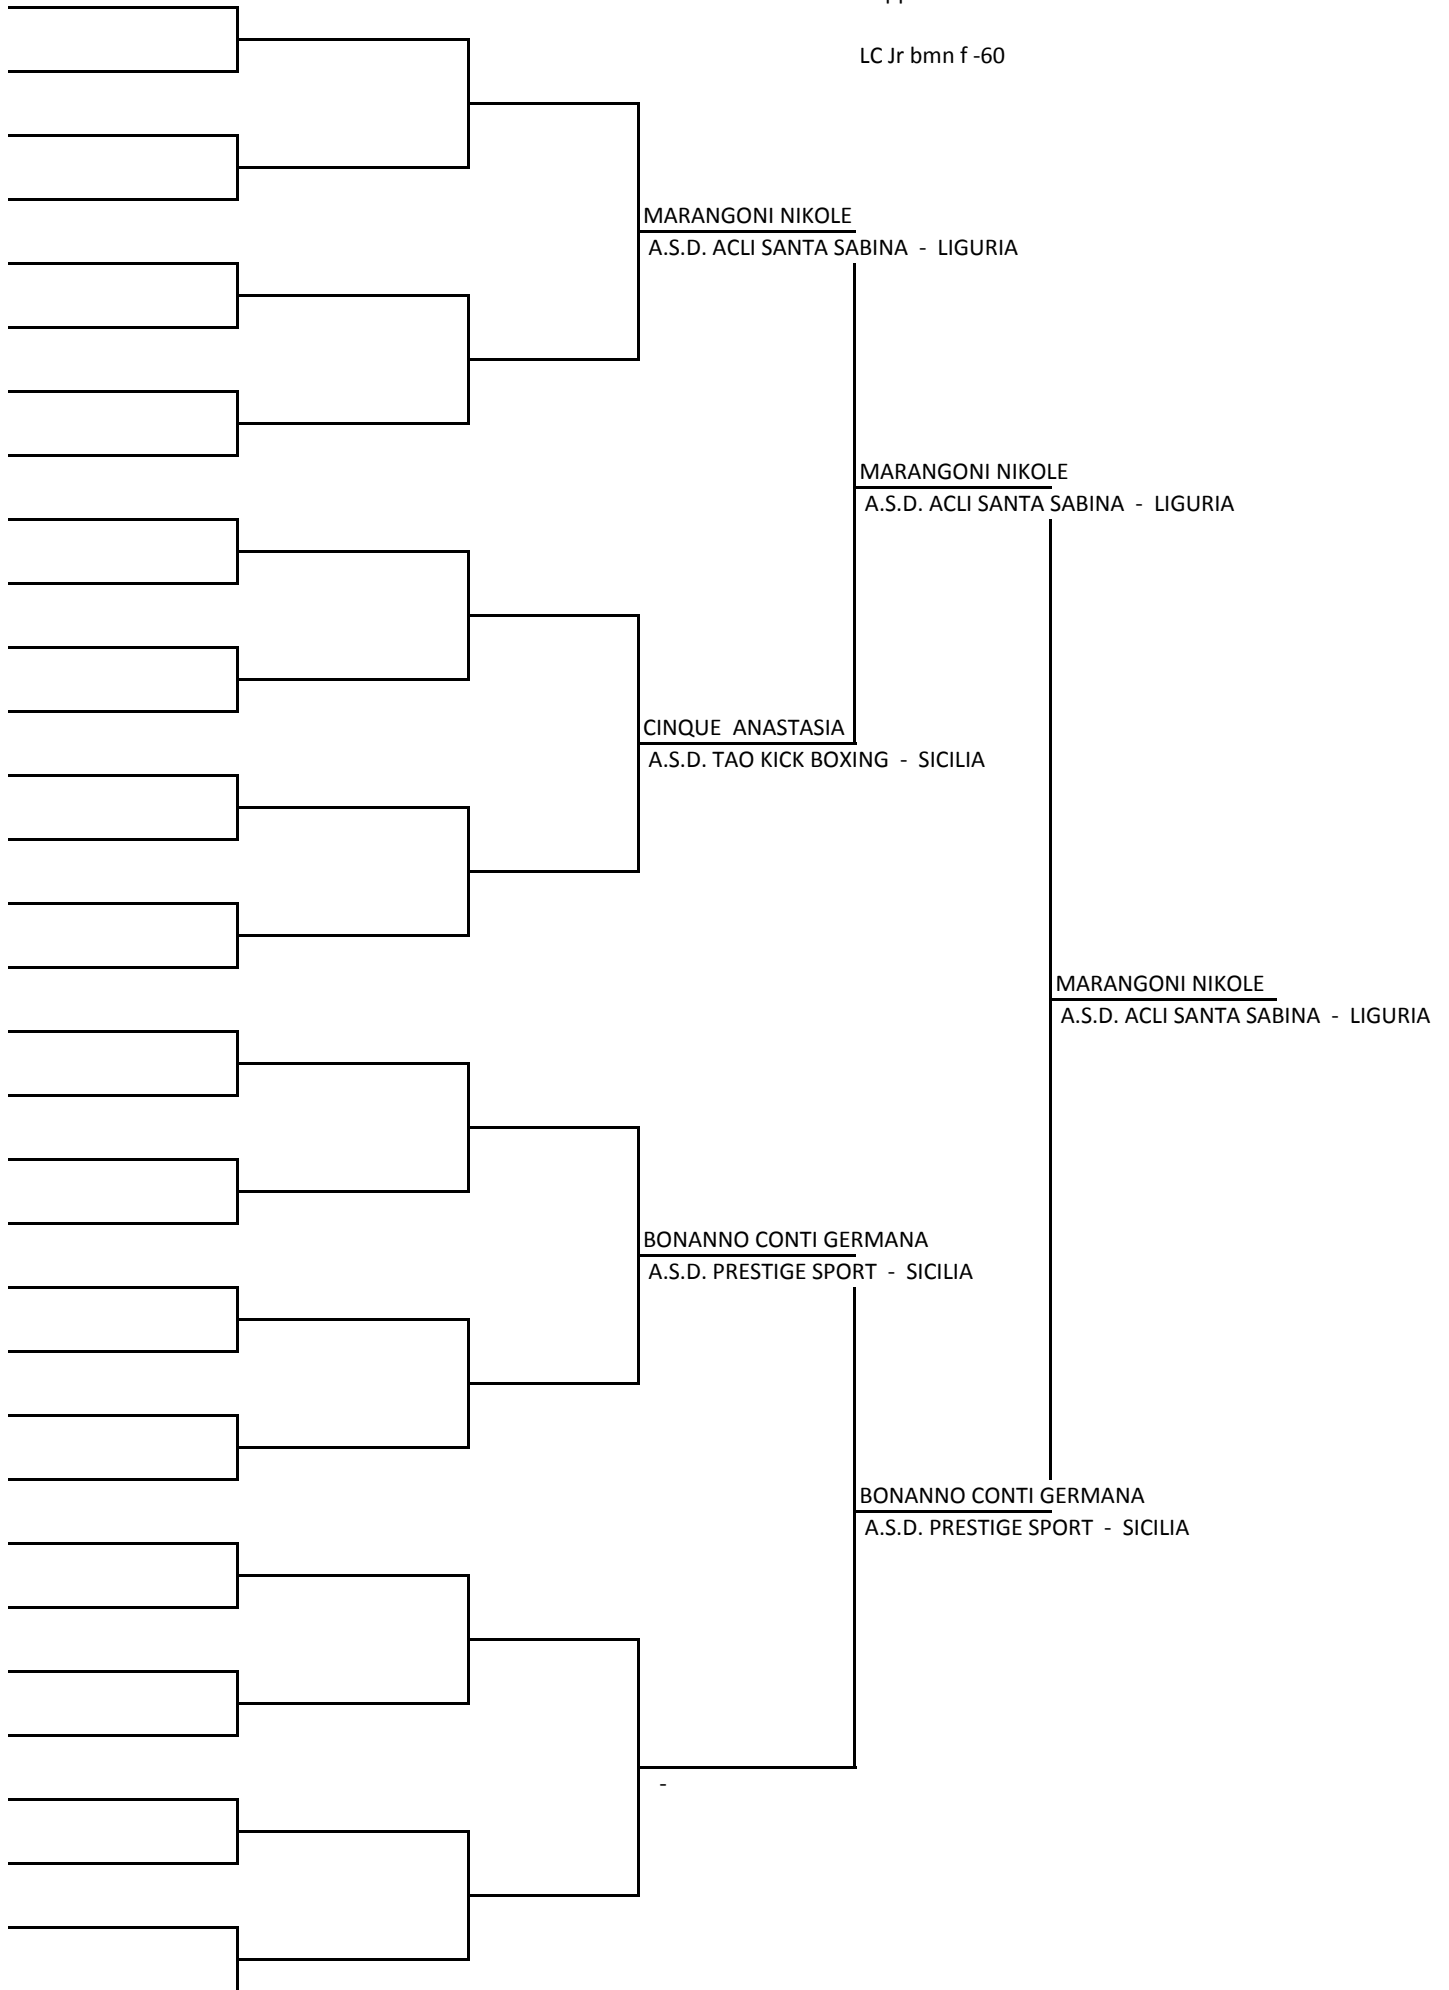 LC Jr bmn f -60
MARANGONI NIKOLE
A.S.D. ACLI SANTA SABINA - LIGURIA
MARANGONI NIKOLE
A.S.D. ACLI SANTA SABINA - LIGURIA
CINQUE ANASTASIA
A.S.D. TAO KICK BOXING - SICILIA
MARANGONI NIKOLE
A.S.D. ACLI SANTA SABINA - LIGURIA
BONANNO CONTI GERMANA
A.S.D. PRESTIGE SPORT - SICILIA
BONANNO CONTI GERMANA
A.S.D. PRESTIGE SPORT - SICILIA
-